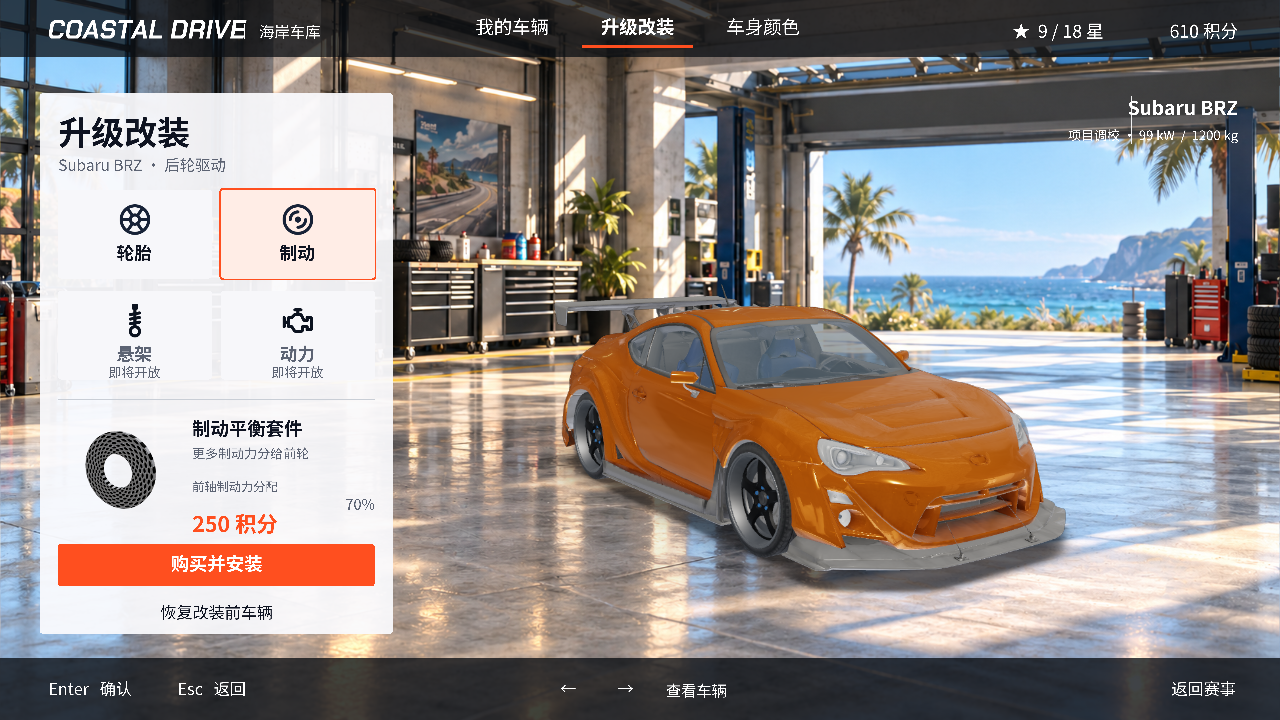 COASTAL DRIVE 海岸车库
我的车辆 升级改装 车身颜色
★ 9 / 18 星 610 积分
Subaru BRZ
项目调校 · 99 kW / 1200 kg
升级改装
Subaru BRZ · 后轮驱动
轮胎 制动
悬架 动力
即将开放 即将开放
制动平衡套件
更多制动力分给前轮
前轴制动力分配
70%
250 积分
购买并安装
恢复改装前车辆
Enter 确认 Esc 返回 ← → 查看车辆 返回赛事